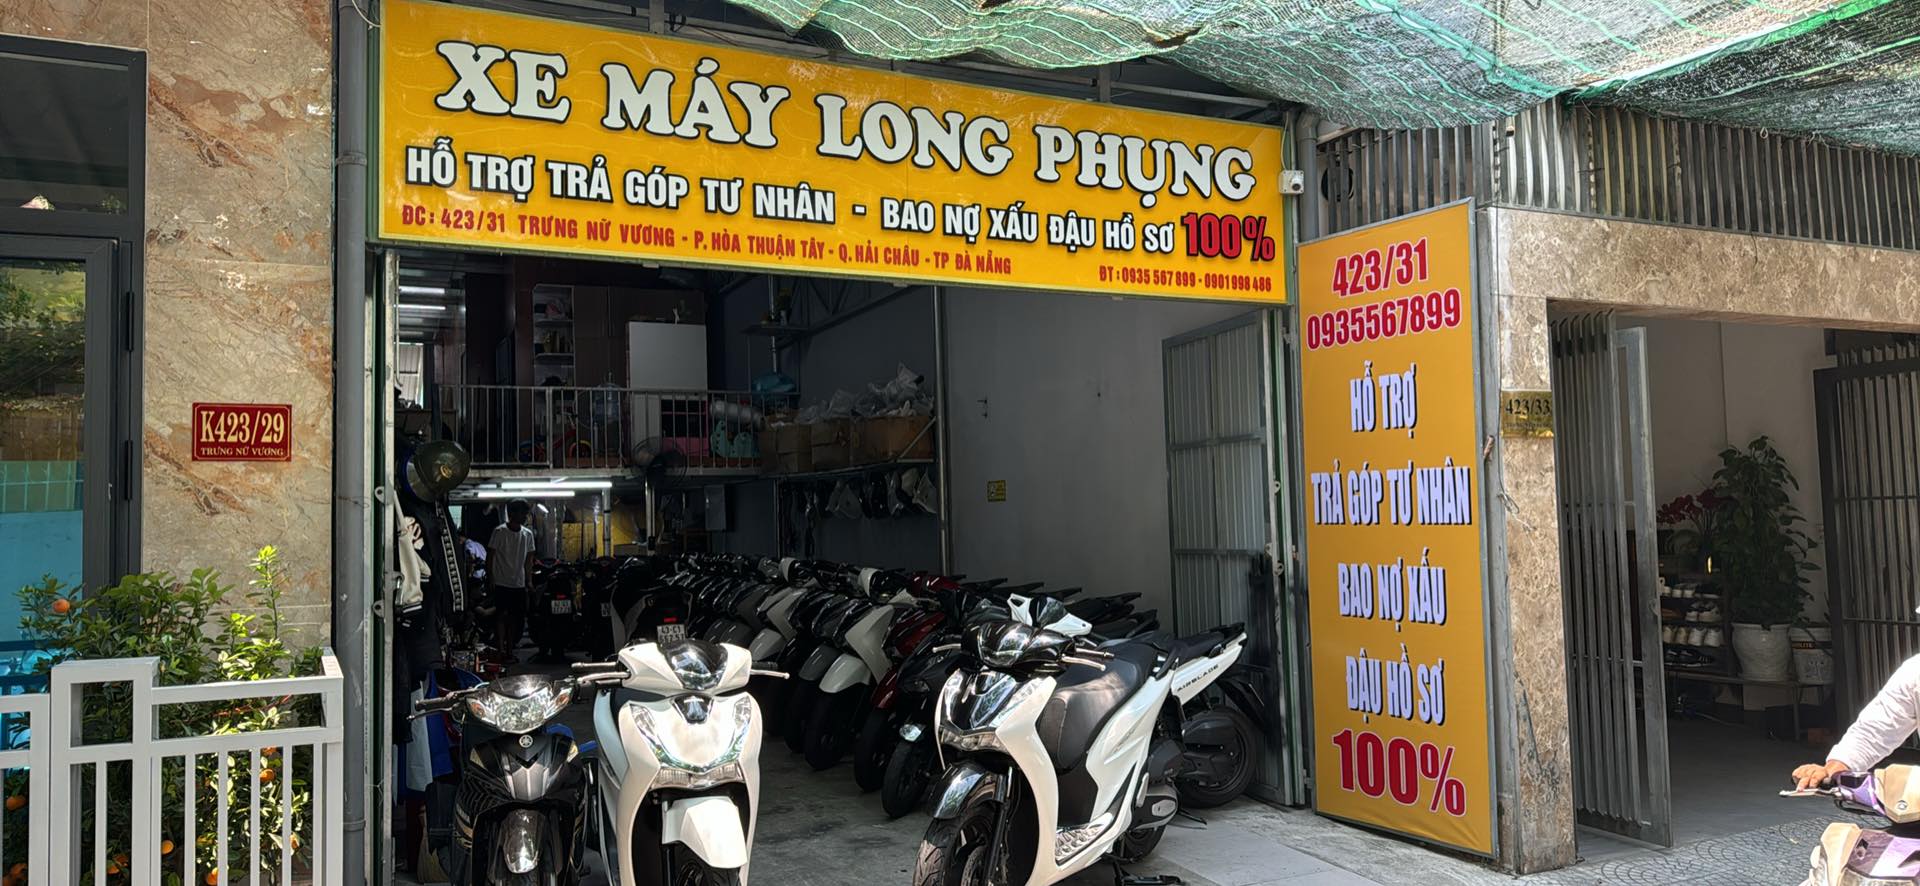 XE MÁY LONG PHỤNG
HỖ TRỢ TRẢ GÓP TƯ NHÂN - BAO NỢ XẤU ĐẬU HỒ SƠ 100%
ĐC: 423/31 TRƯNG NỮ VƯƠNG - P. HÒA THUẬN TÂY - Q. HẢI CHÂU - TP ĐÀ NẴNG
ĐT: 0935 567 899 - 0901 998 486
423/31
0935567899
HỖ TRỢ
TRẢ GÓP TƯ NHÂN
BAO NỢ XẤU
ĐẬU HỒ SƠ
100%
K423/29
TRƯNG NỮ VƯƠNG
423/33
AIRBLADE